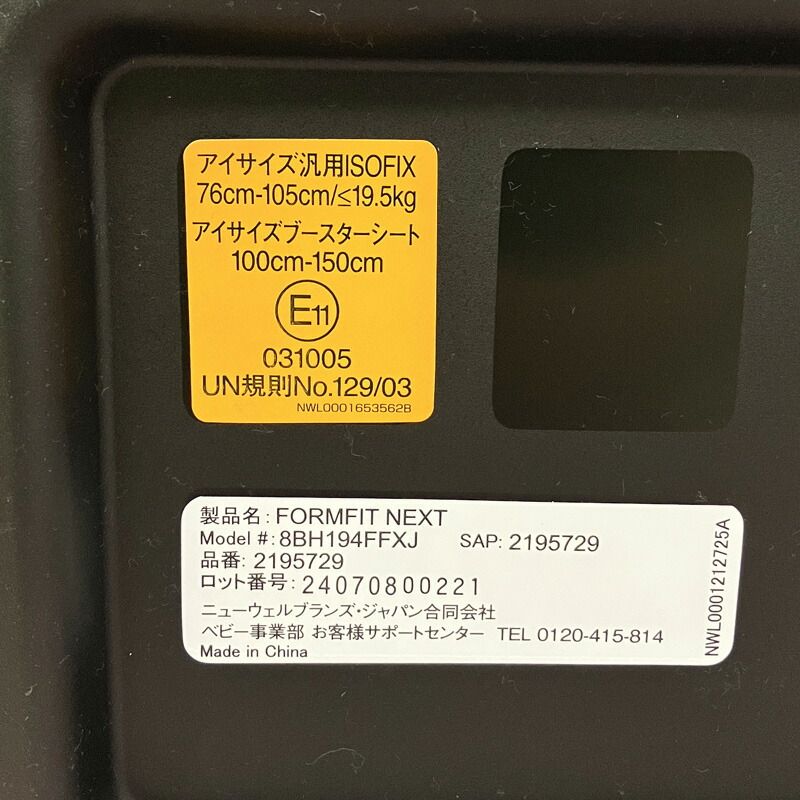 アイサイズ汎用ISOFIX
76cm-105cm/≤19.5kg
アイサイズブースターシート
100cm-150cm
E11
031005
UN規則No.129/03
NWL0001653562B
製品名: FORMFIT NEXT
Model #: 8BH194FFXJ SAP: 2195729
品番: 2195729
ロット番号: 24070800221
ニューウェルブランズ・ジャパン合同会社
ベビー事業部 お客様サポートセンター TEL 0120-415-814
Made in China
NWL0001212725A